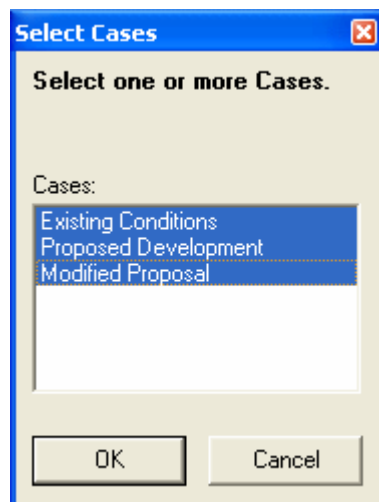 Select Cases
Select one or more Cases.
Cases:
Existing Conditions
Proposed Development
Modified Proposal
OK Cancel